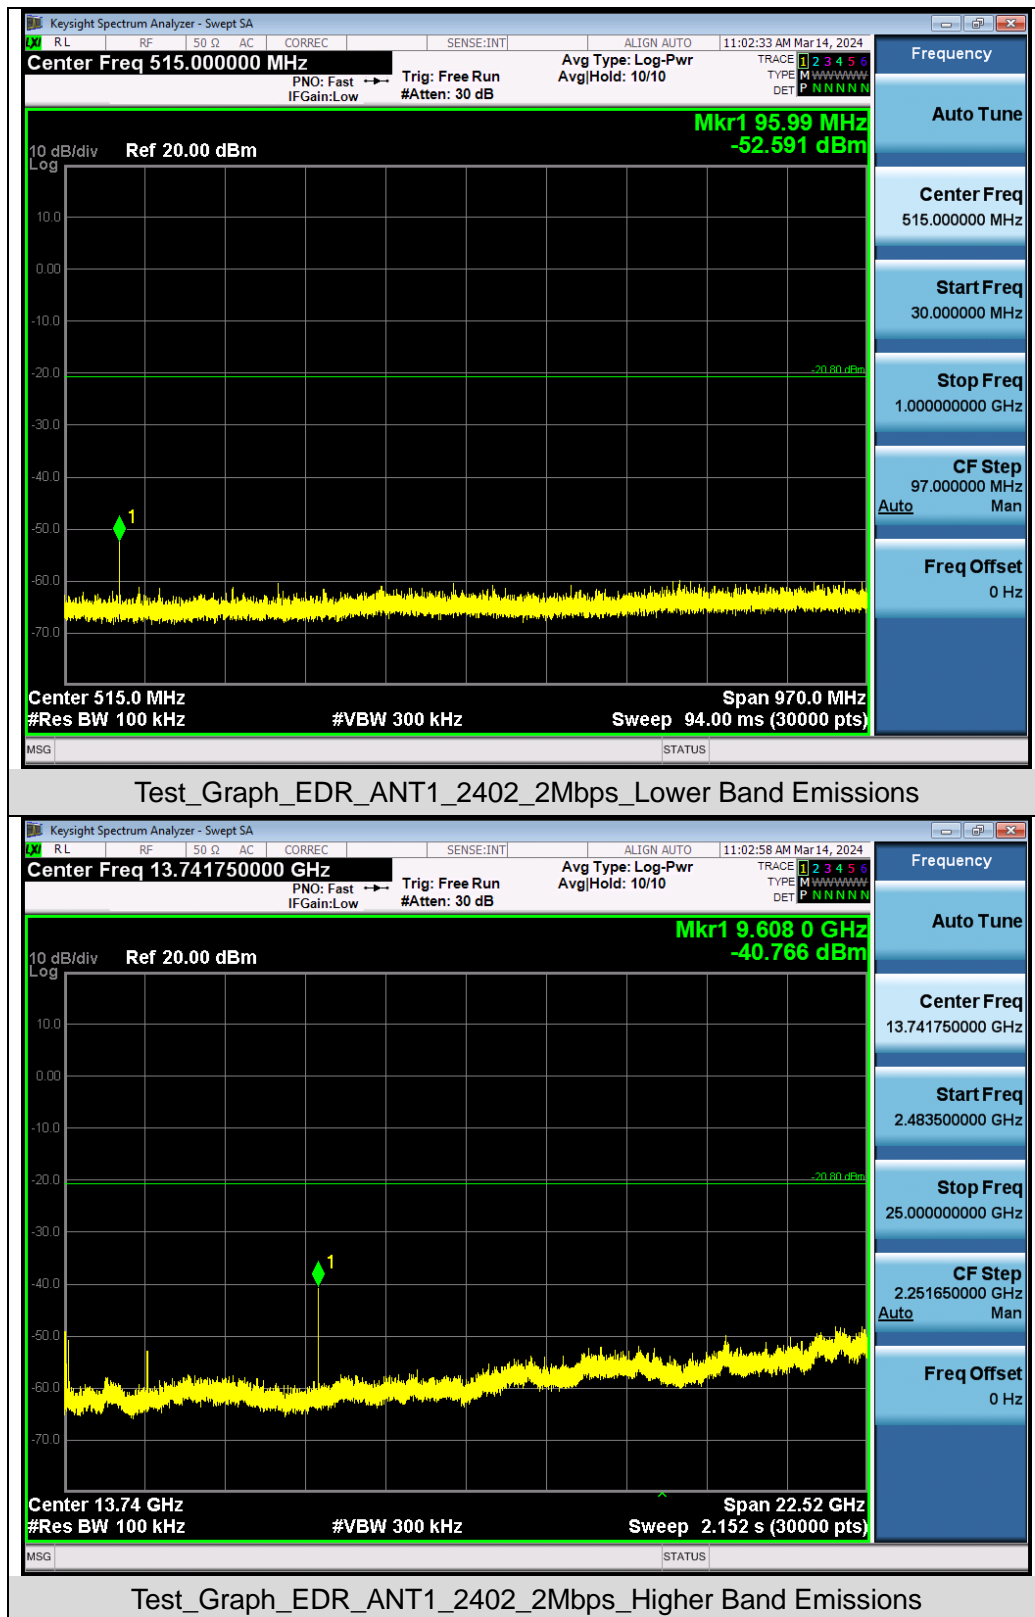 Keysight Spectrum Analyzer - Swept SA
LXI RL RF 50 Ω AC CORREC SENSE:INT ALIGN AUTO 11:02:33 AM Mar 14, 2024
Center Freq 515.000000 MHz
PNO: Fast
IFGain:Low
Trig: Free Run
#Atten: 30 dB
Avg Type: Log-Pwr
Avg|Hold: 10/10
TRACE 1 2 3 4 5 6
TYPE M WWWWW
DET P N N N N N
Mkr1 95.99 MHz
-52.591 dBm
10 dB/div Ref 20.00 dBm
Log
10.0
0.00
-10.0
-20.0
-20.80 dBm
-30.0
-40.0
-50.0
1
-60.0
-70.0
Center 515.0 MHz Span 970.0 MHz
#Res BW 100 kHz #VBW 300 kHz Sweep 94.00 ms (30000 pts)
MSG STATUS
Frequency
Auto Tune
Center Freq
515.000000 MHz
Start Freq
30.000000 MHz
Stop Freq
1.000000000 GHz
CF Step
97.000000 MHz
Auto Man
Freq Offset
0 Hz
Test_Graph_EDR_ANT1_2402_2Mbps_Lower Band Emissions
Keysight Spectrum Analyzer - Swept SA
LXI RL RF 50 Ω AC CORREC SENSE:INT ALIGN AUTO 11:02:58 AM Mar 14, 2024
Center Freq 13.741750000 GHz
PNO: Fast
IFGain:Low
Trig: Free Run
#Atten: 30 dB
Avg Type: Log-Pwr
Avg|Hold: 10/10
TRACE 1 2 3 4 5 6
TYPE M WWWWW
DET P N N N N N
Mkr1 9.608 0 GHz
-40.766 dBm
10 dB/div Ref 20.00 dBm
Log
10.0
0.00
-10.0
-20.0
-20.80 dBm
-30.0
1
-40.0
-50.0
-60.0
-70.0
Center 13.74 GHz Span 22.52 GHz
#Res BW 100 kHz #VBW 300 kHz Sweep 2.152 s (30000 pts)
MSG STATUS
Frequency
Auto Tune
Center Freq
13.741750000 GHz
Start Freq
2.483500000 GHz
Stop Freq
25.000000000 GHz
CF Step
2.251650000 GHz
Auto Man
Freq Offset
0 Hz
Test_Graph_EDR_ANT1_2402_2Mbps_Higher Band Emissions